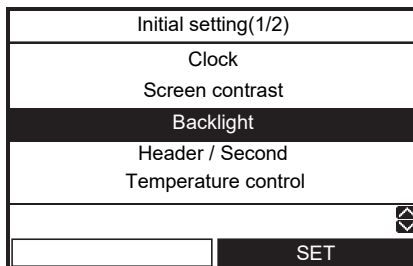 Initial setting(1/2)
Clock
Screen contrast
Backlight
Header / Second
Temperature control
SET